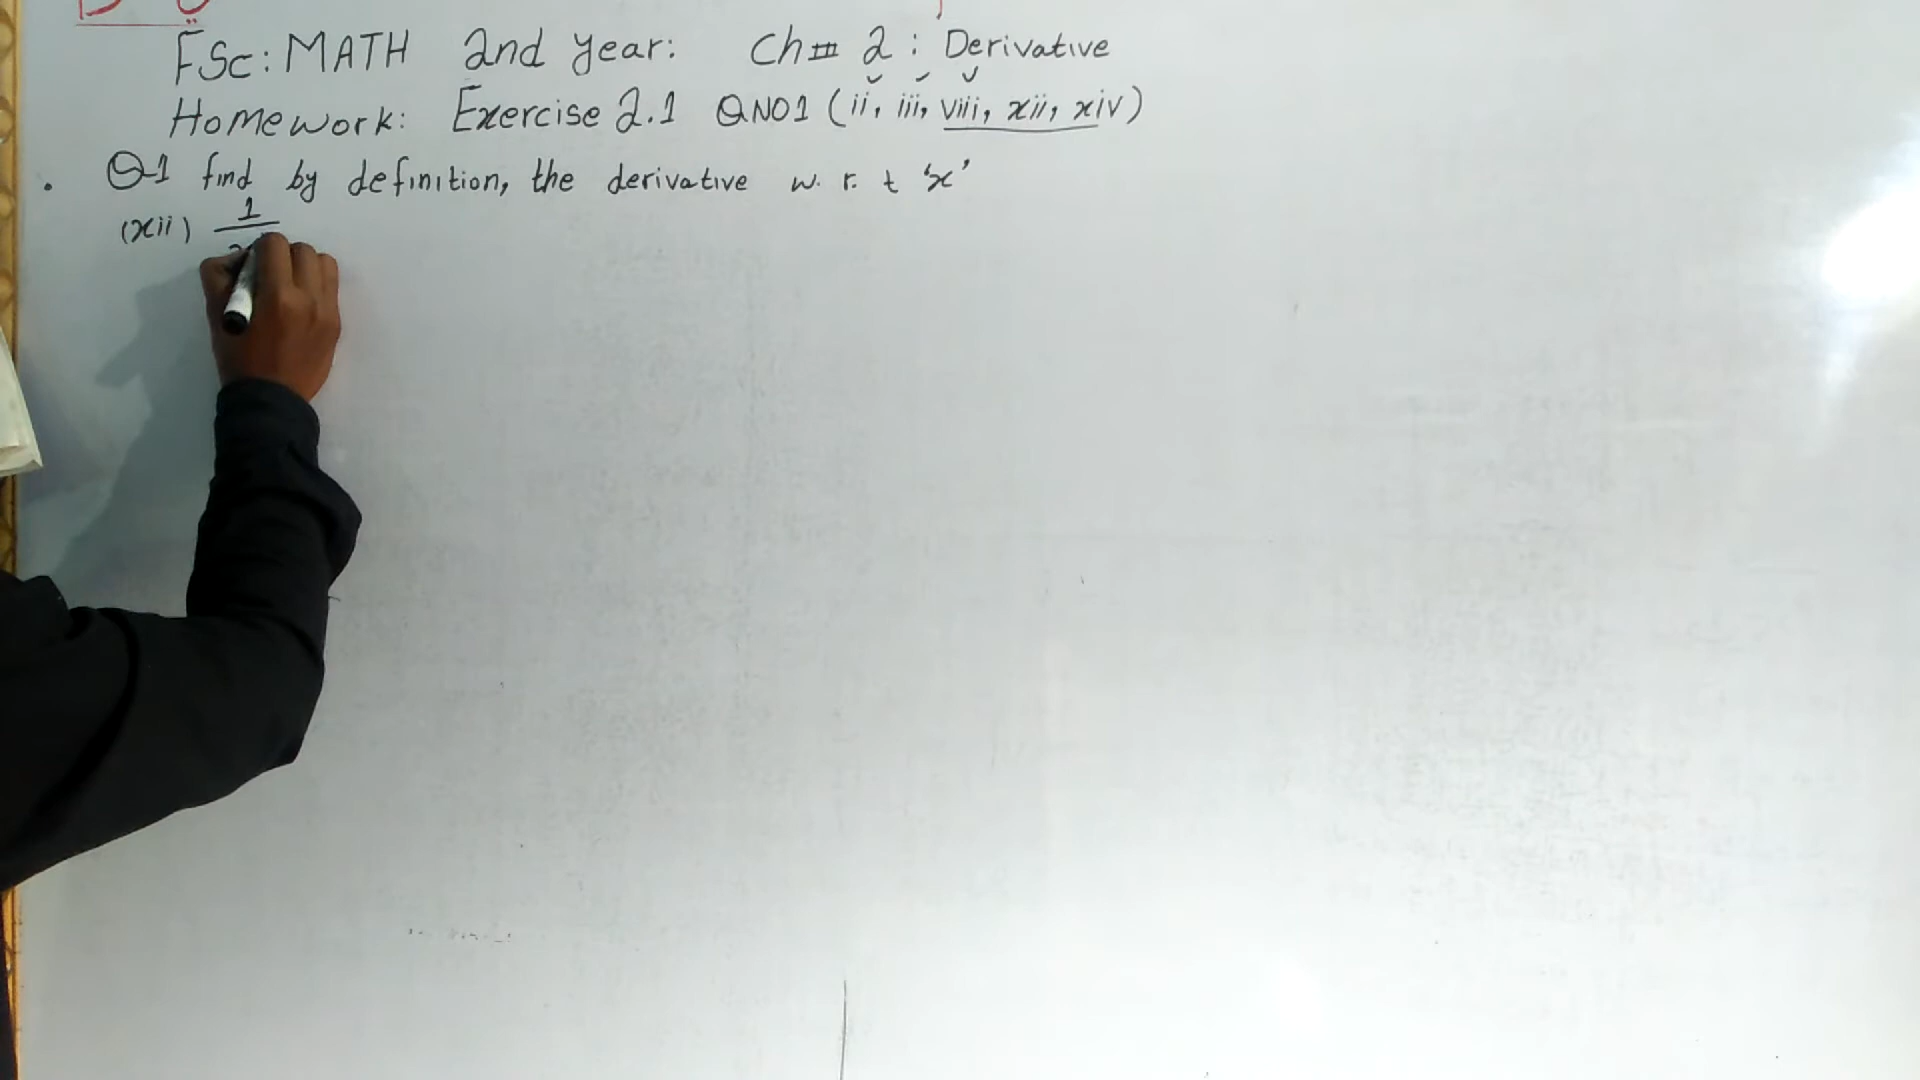 FSc: MATH 2nd year: Ch# 2: Derivative
Homework: Exercise 2.1 QNO1 (ii, iii, viii, xii, xiv)
Q1 find by definition, the derivative w. r. t 'x'
(xii) 1